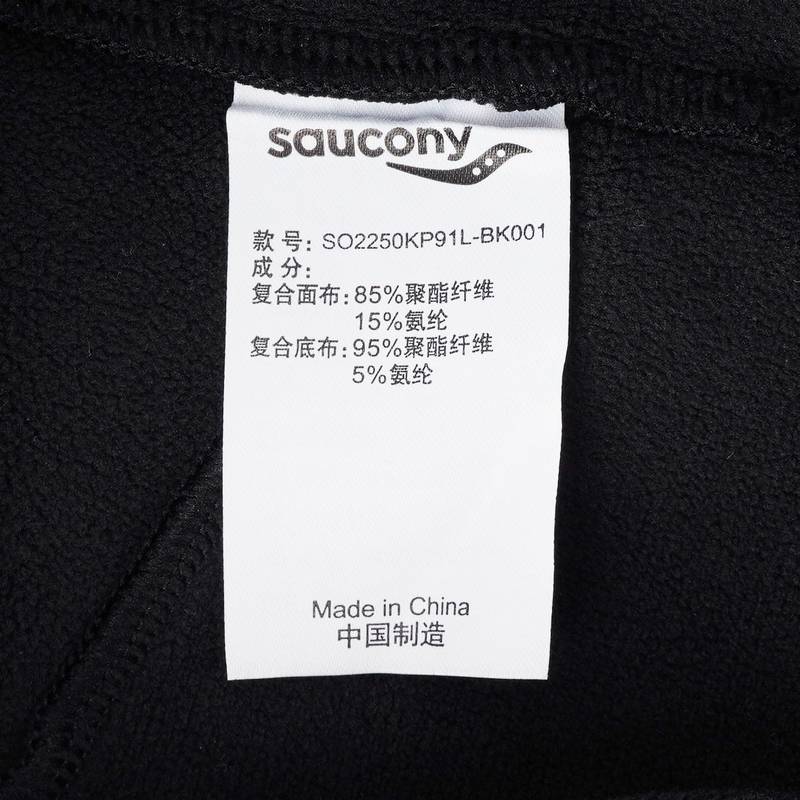 saucony
款 号: SO2250KP91L-BK001
成 分:
复合面布: 85%聚酯纤维
15%氨纶
复合底布: 95%聚酯纤维
5%氨纶
Made in China
中国制造